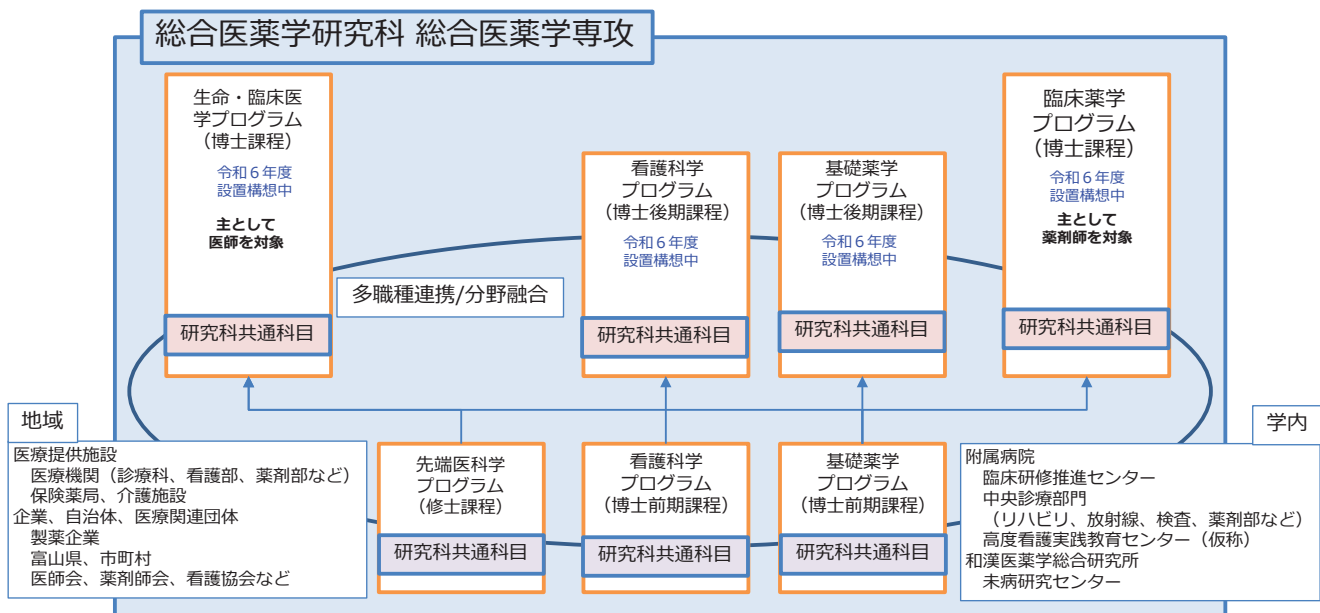 総合医薬学研究科 総合医薬学専攻
生命・臨床医
学プログラム
（博士課程）
令和６年度
設置構想中
主として
医師を対象
研究科共通科目
看護科学
プログラム
（博士後期課程）
令和６年度
設置構想中
研究科共通科目
基礎薬学
プログラム
（博士後期課程）
令和６年度
設置構想中
研究科共通科目
臨床薬学
プログラム
（博士課程）
令和６年度
設置構想中
主として
薬剤師を対象
研究科共通科目
多職種連携/分野融合
地域
医療提供施設
医療機関（診療科、看護部、薬剤部など）
保険薬局、介護施設
企業、自治体、医療関連団体
製薬企業
富山県、市町村
医師会、薬剤師会、看護協会など
先端医科学
プログラム
（修士課程）
研究科共通科目
看護科学
プログラム
（博士前期課程）
研究科共通科目
基礎薬学
プログラム
（博士前期課程）
研究科共通科目
学内
附属病院
臨床研修推進センター
中央診療部門
（リハビリ、放射線、検査、薬剤部など）
高度看護実践教育センター（仮称）
和漢医薬学総合研究所
未病研究センター